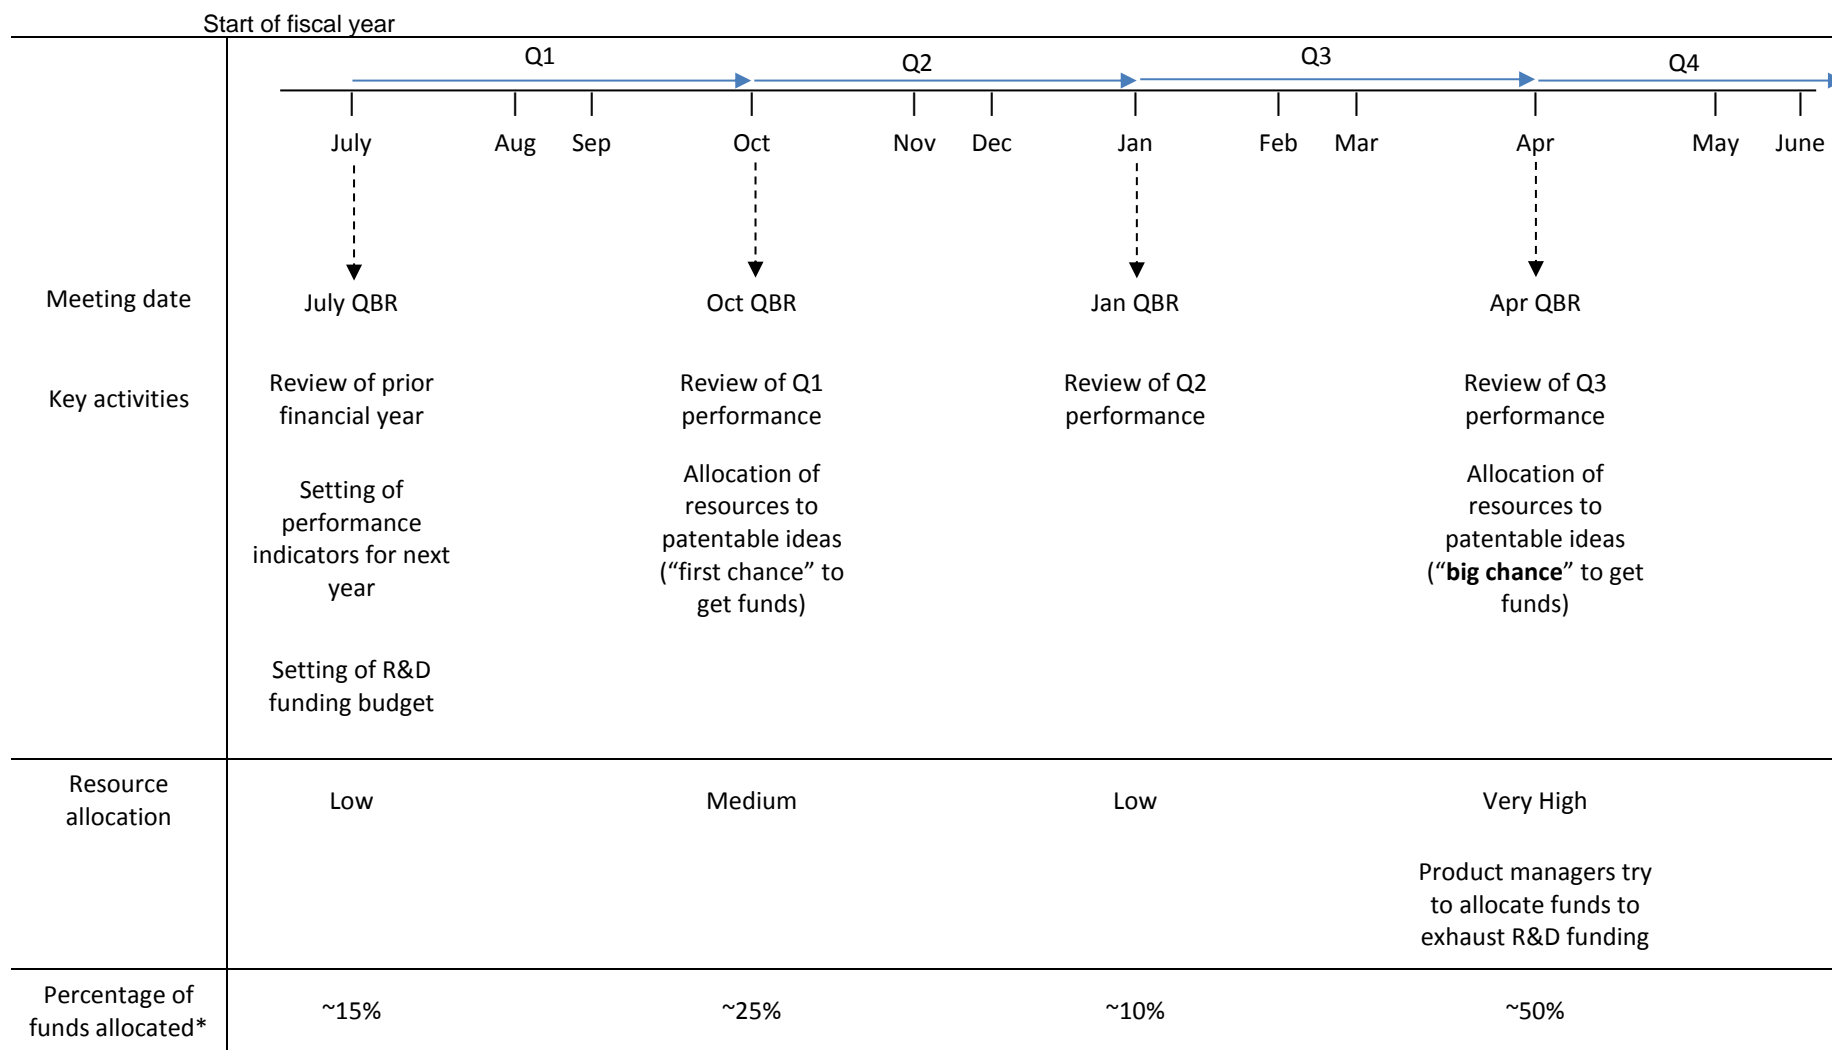 Start of fiscal year
Q1
Q2
Q3
Q4
July
Aug
Sep
Oct
Nov
Dec
Jan
Feb
Mar
Apr
May
June
Meeting date
July QBR
Oct QBR
Jan QBR
Apr QBR
Key activities
Review of prior
financial year
Setting of
performance
indicators for next
year
Setting of R&D
funding budget
Review of Q1
performance
Allocation of
resources to
patentable ideas
(“first chance” to
get funds)
Review of Q2
performance
Review of Q3
performance
Allocation of
resources to
patentable ideas
(“big chance” to get
funds)
Resource
allocation
Low
Medium
Low
Very High
Product managers try
to allocate funds to
exhaust R&D funding
Percentage of
funds allocated*
~15%
~25%
~10%
~50%